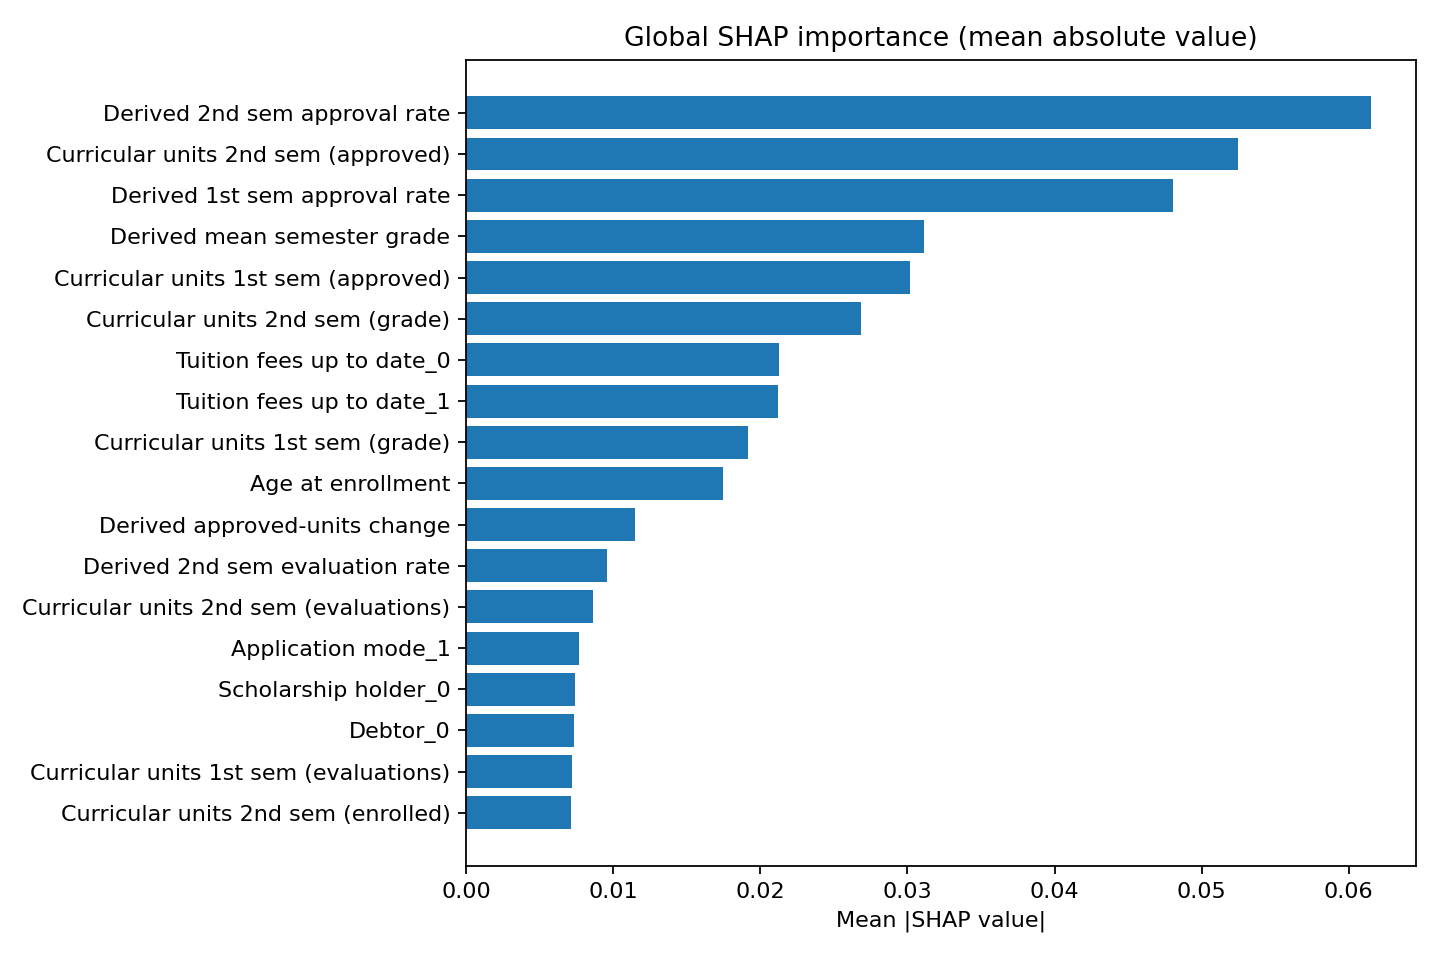 Global SHAP importance (mean absolute value)
Derived 2nd sem approval rate
Curricular units 2nd sem (approved)
Derived 1st sem approval rate
Derived mean semester grade
Curricular units 1st sem (approved)
Curricular units 2nd sem (grade)
Tuition fees up to date_0
Tuition fees up to date_1
Curricular units 1st sem (grade)
Age at enrollment
Derived approved-units change
Derived 2nd sem evaluation rate
Curricular units 2nd sem (evaluations)
Application mode_1
Scholarship holder_0
Debtor_0
Curricular units 1st sem (evaluations)
Curricular units 2nd sem (enrolled)
0.00 0.01 0.02 0.03 0.04 0.05 0.06
Mean |SHAP value|